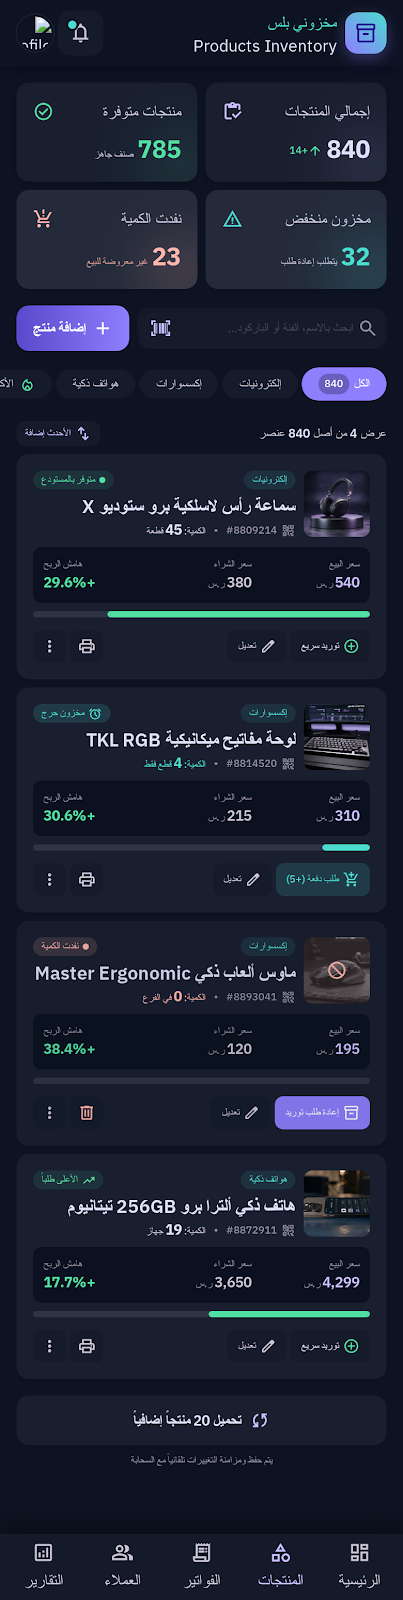 مخزوني بلس
Products Inventory
إجمالي المنتجات
840 +14
منتجات متوفرة
785 صنف جاهز
مخزون منخفض
32 يتطلب إعادة طلب
نفدت الكمية
23 غير معروضة للبيع
ابحث بالاسم، الفئة أو الباركود...
إضافة منتج
الكل 840
إلكترونيات
إكسسوارات
هواتف ذكية
عرض 4 من أصل 840 عنصر
الأحدث إضافة
إلكترونيات
متوفر بالمستودع
سماعة رأس لاسلكية برو ستوديو X
#8809214 • الكمية: 45 قطعة
سعر البيع
540 ر.س
سعر الشراء
380 ر.س
هامش الربح
+29.6%
توريد سريع
تعديل
إكسسوارات
مخزون حرج
لوحة مفاتيح ميكانيكية TKL RGB
#8814520 • الكمية: 4 قطع فقط
سعر البيع
310 ر.س
سعر الشراء
215 ر.س
هامش الربح
+30.6%
طلب دفعة (+5)
تعديل
إكسسوارات
نفدت الكمية
ماوس ألعاب ذكي Master Ergonomic
#8893041 • الكمية: 0 في الفرع
سعر البيع
195 ر.س
سعر الشراء
120 ر.س
هامش الربح
+38.4%
إعادة طلب توريد
تعديل
هواتف ذكية
الأعلى طلباً
هاتف ذكي ألترا برو 256GB تيتانيوم
#8872911 • الكمية: 19 جهاز
سعر البيع
4,299 ر.س
سعر الشراء
3,650 ر.س
هامش الربح
+17.7%
توريد سريع
تعديل
تحميل 20 منتجاً إضافياً
يتم حفظ ومزامنة التغييرات تلقائياً مع السحابة
الرئيسية
المنتجات
الفواتير
العملاء
التقارير